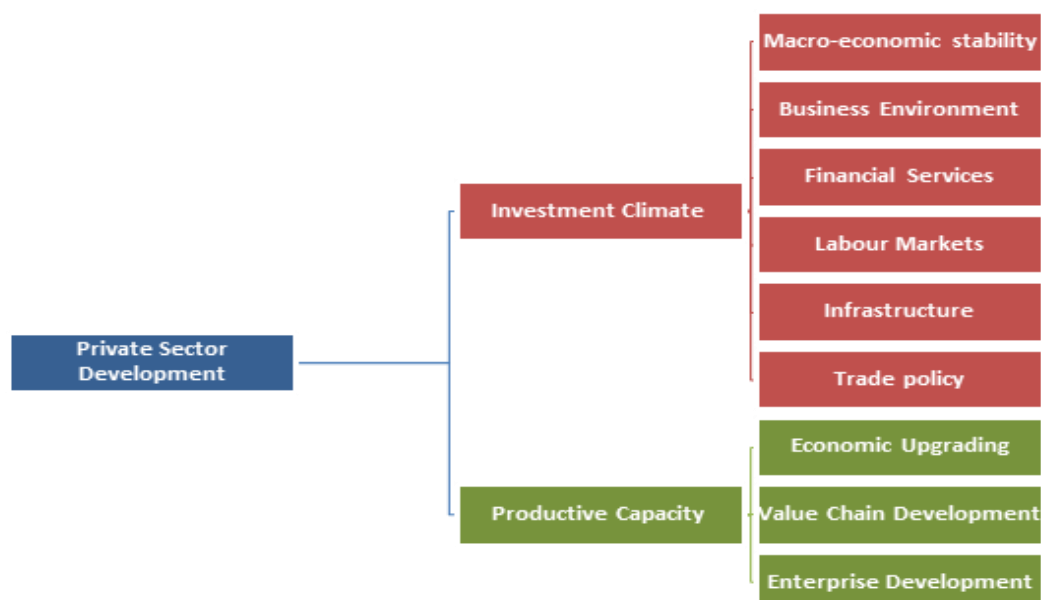 Macro-economic stability
Business Environment
Financial Services
Investment Climate
Labour Markets
Infrastructure
Private Sector
Development
Trade policy
Economic Upgrading
Productive Capacity
Value Chain Development
Enterprise Development